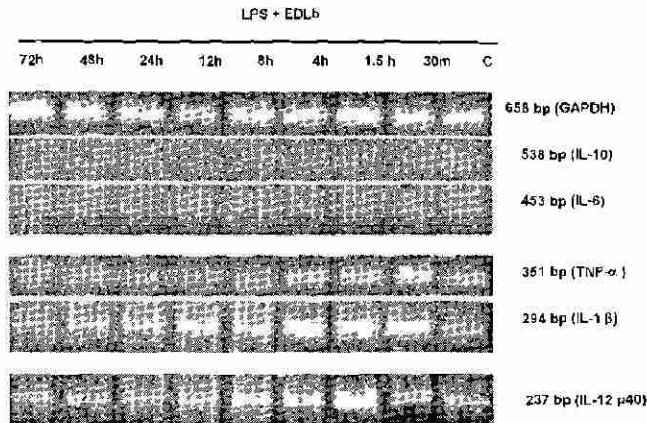 LPS + EDLb
72h 48h 24h 12h 8h 4h 1.5 h 30m C
658 bp (GAPDH)
538 bp (IL-10)
453 bp (IL-6)
351 bp (TNF-α )
294 bp (IL-1 β)
237 bp (IL-12 p40)